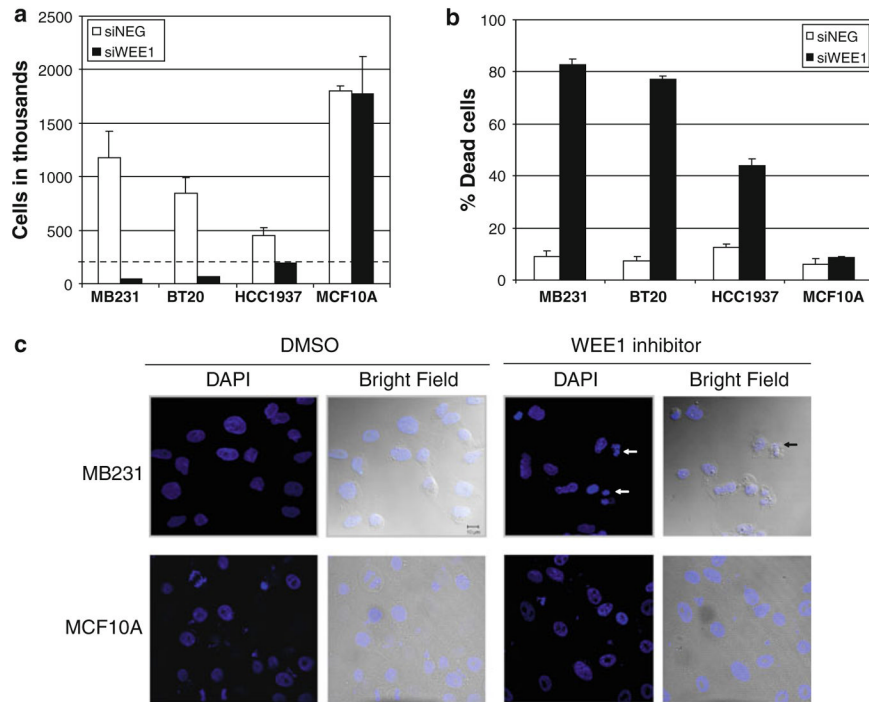 a
siNEG
siWEE1
Cells in thousands
2500
2000
1500
1000
500
0
MB231 BT20 HCC1937 MCF10A
b
siNEG
siWEE1
% Dead cells
100
80
60
40
20
0
MB231 BT20 HCC1937 MCF10A
c
DMSO WEE1 inhibitor
DAPI Bright Field DAPI Bright Field
MB231
MCF10A